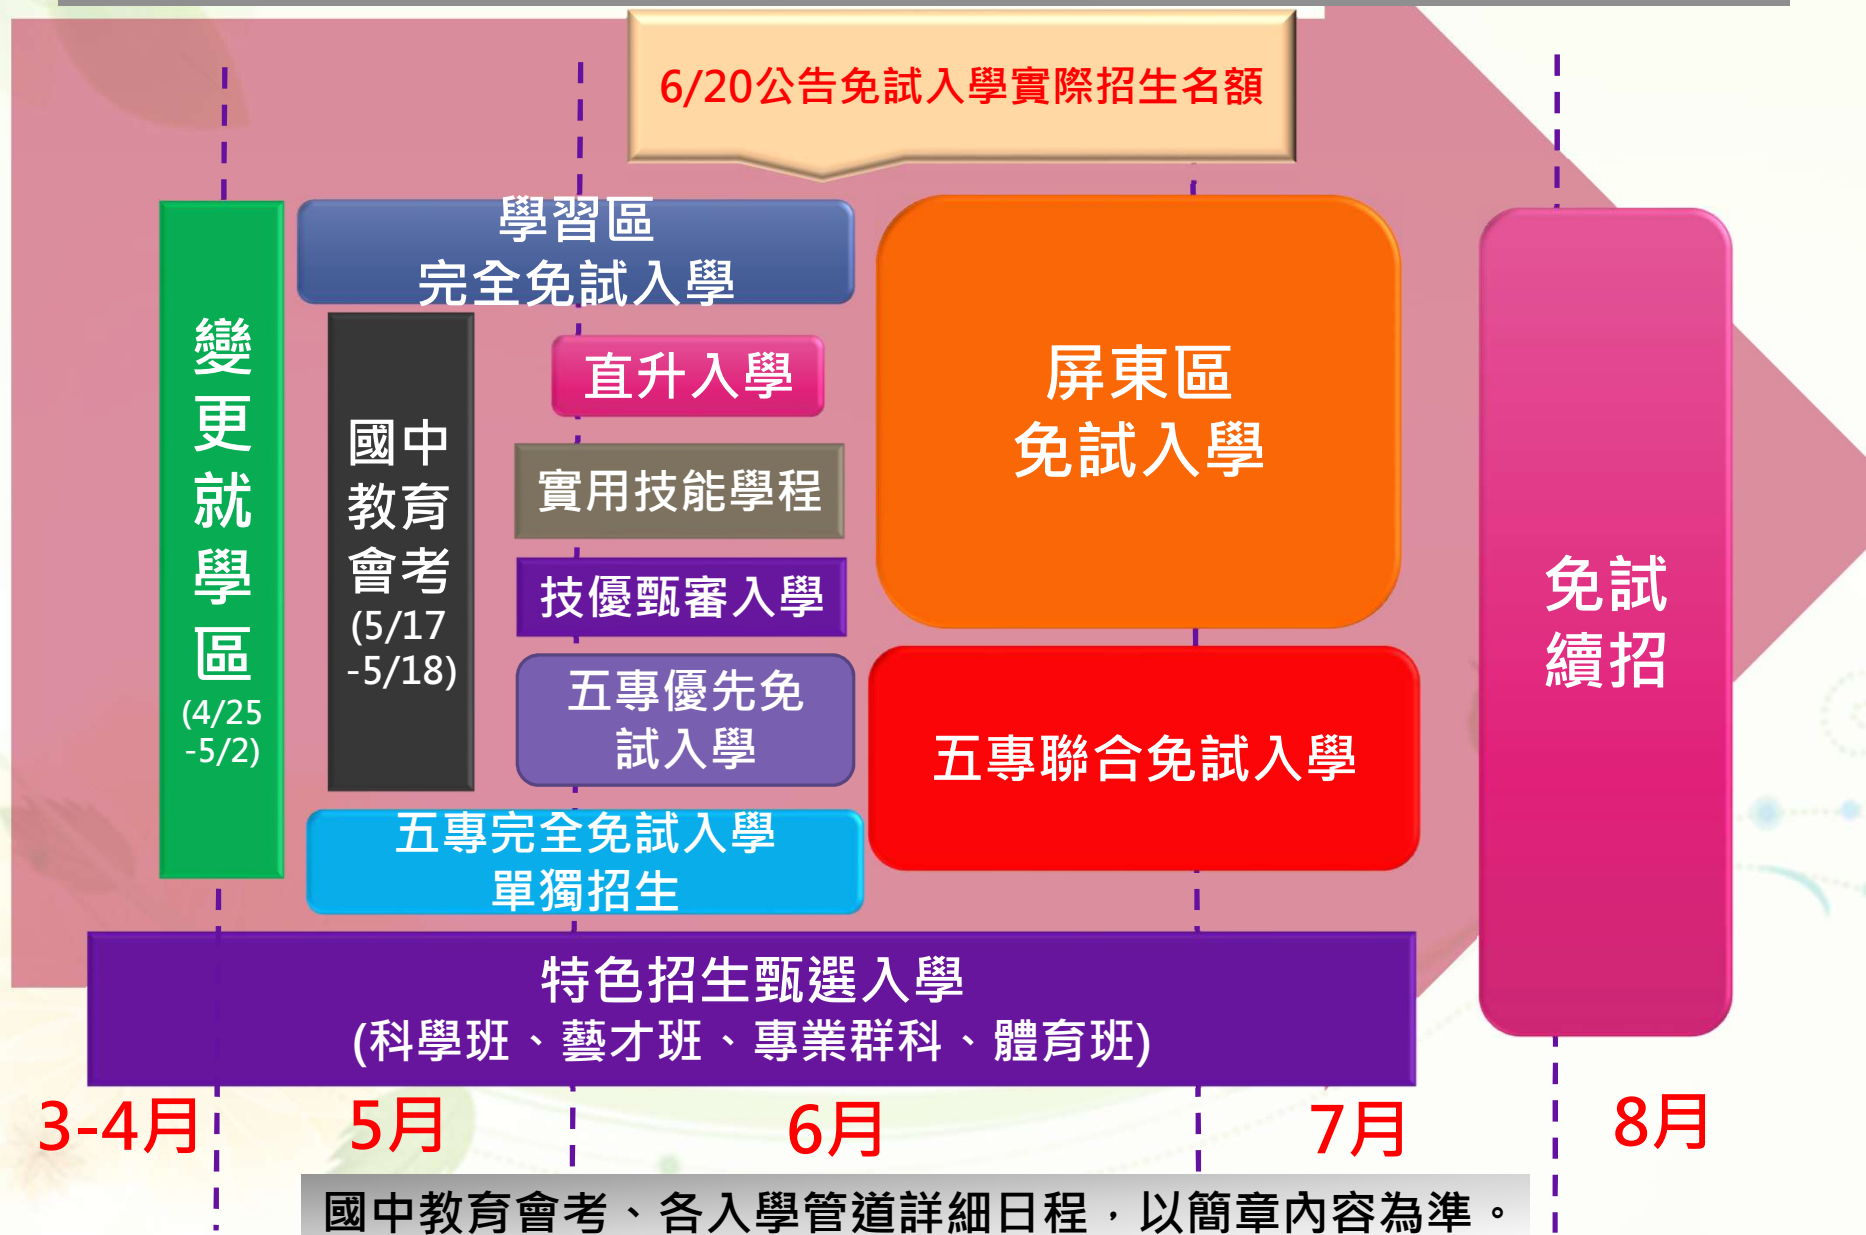 6/20公告免試入學實際招生名額
變
更
就
學
區
(4/25
-5/2)
學習區
完全免試入學
國中
教育
會考
(5/17
-5/18)
直升入學
實用技能學程
技優甄審入學
五專優先免
試入學
五專完全免試入學
單獨招生
屏東區
免試入學
五專聯合免試入學
免試
續招
特色招生甄選入學
(科學班、藝才班、專業群科、體育班)
3-4月
5月
6月
7月
8月
國中教育會考、各入學管道詳細日程，以簡章內容為準。